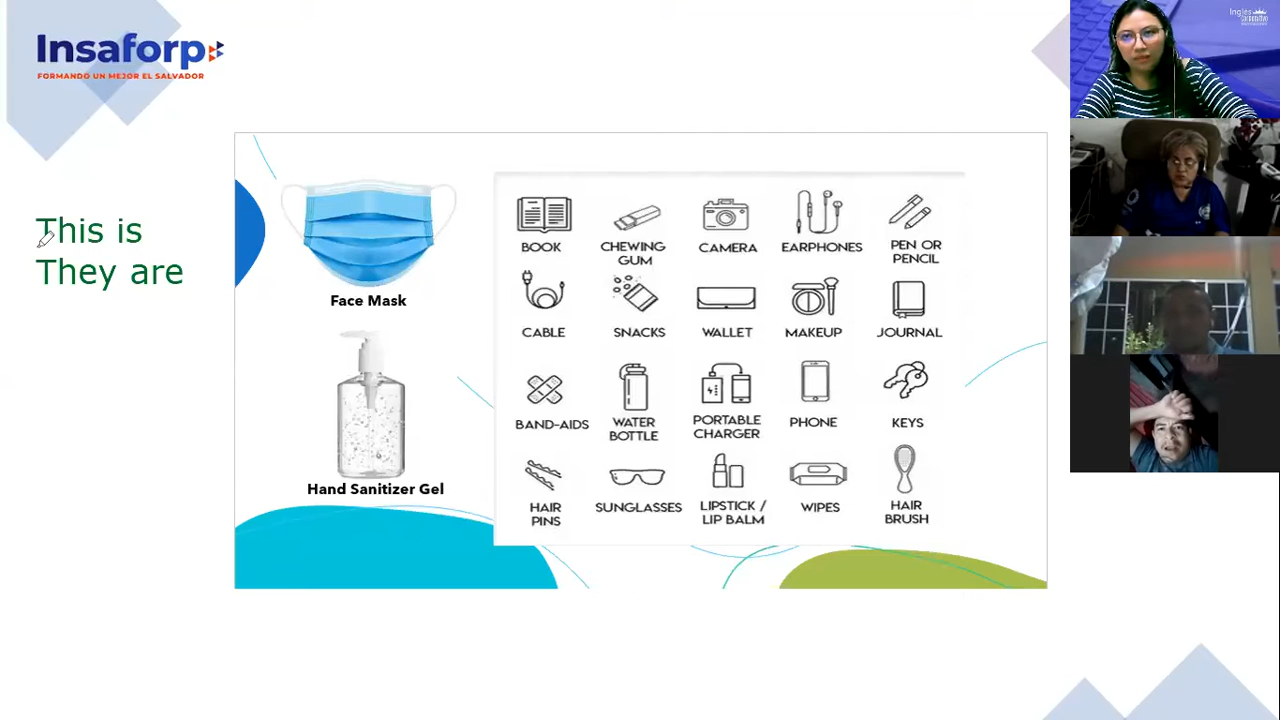 Insaforp
FORMANDO UN MEJOR EL SALVADOR
This is
They are
Face Mask
Hand Sanitizer Gel
BOOK
CHEWING
GUM
CAMERA
EARPHONES
PEN OR
PENCIL
CABLE
SNACKS
WALLET
MAKEUP
JOURNAL
BAND-AIDS
WATER
BOTTLE
PORTABLE
CHARGER
PHONE
KEYS
HAIR
PINS
SUNGLASSES
LIPSTICK /
LIP BALM
WIPES
HAIR
BRUSH
Inglés